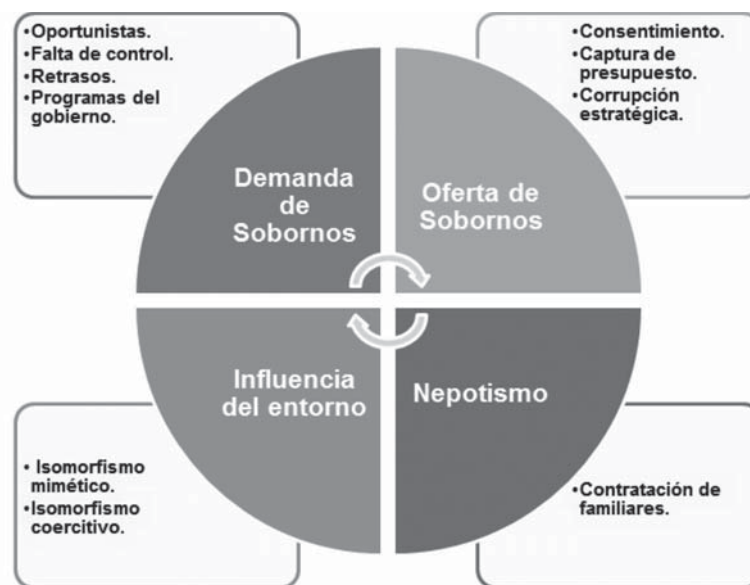 •Oportunistas.
•Falta de control.
•Retrasos.
•Programas del
gobierno.
•Consentimiento.
•Captura de
presupuesto.
•Corrupción
estratégica.
Demanda
de
Sobornos
Oferta de
Sobornos
Influencia
del entorno
Nepotismo
• Isomorfismo
mimético.
• Isomorfismo
coercitivo.
•Contratación de
familiares.